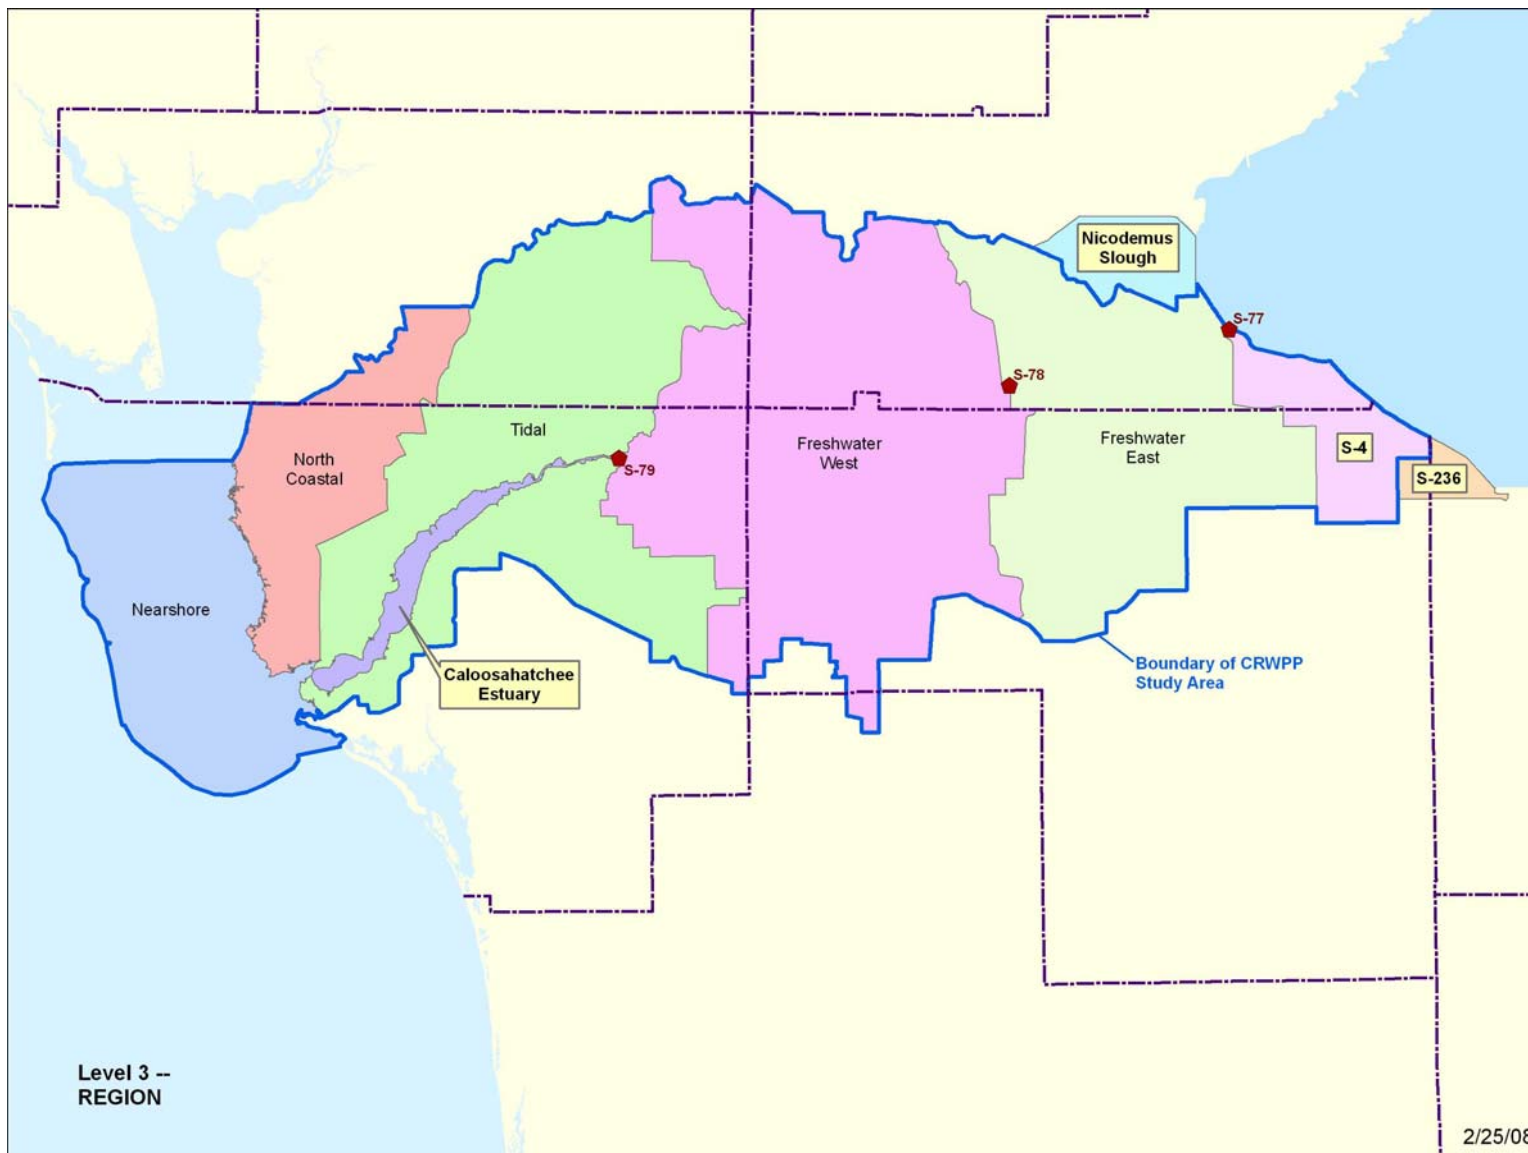 Nicodemus
Slough
S-77
S-78
Tidal
Freshwater
West
Freshwater
East
S-4
North
Coastal
S-79
S-236
Nearshore
Caloosahatchee
Estuary
Boundary of CRWPP
Study Area
Level 3 --
REGION
2/25/08